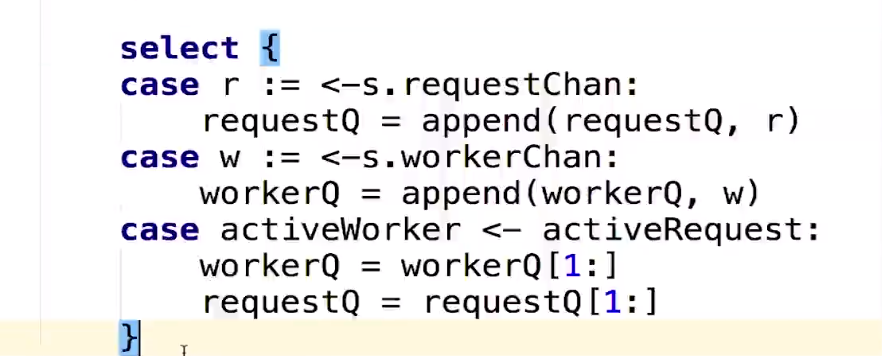 select {
case r := <-s.requestChan:
requestQ = append(requestQ, r)
case w := <-s.workerChan:
workerQ = append(workerQ, w)
case activeWorker <- activeRequest:
workerQ = workerQ[1:]
requestQ = requestQ[1:]
}